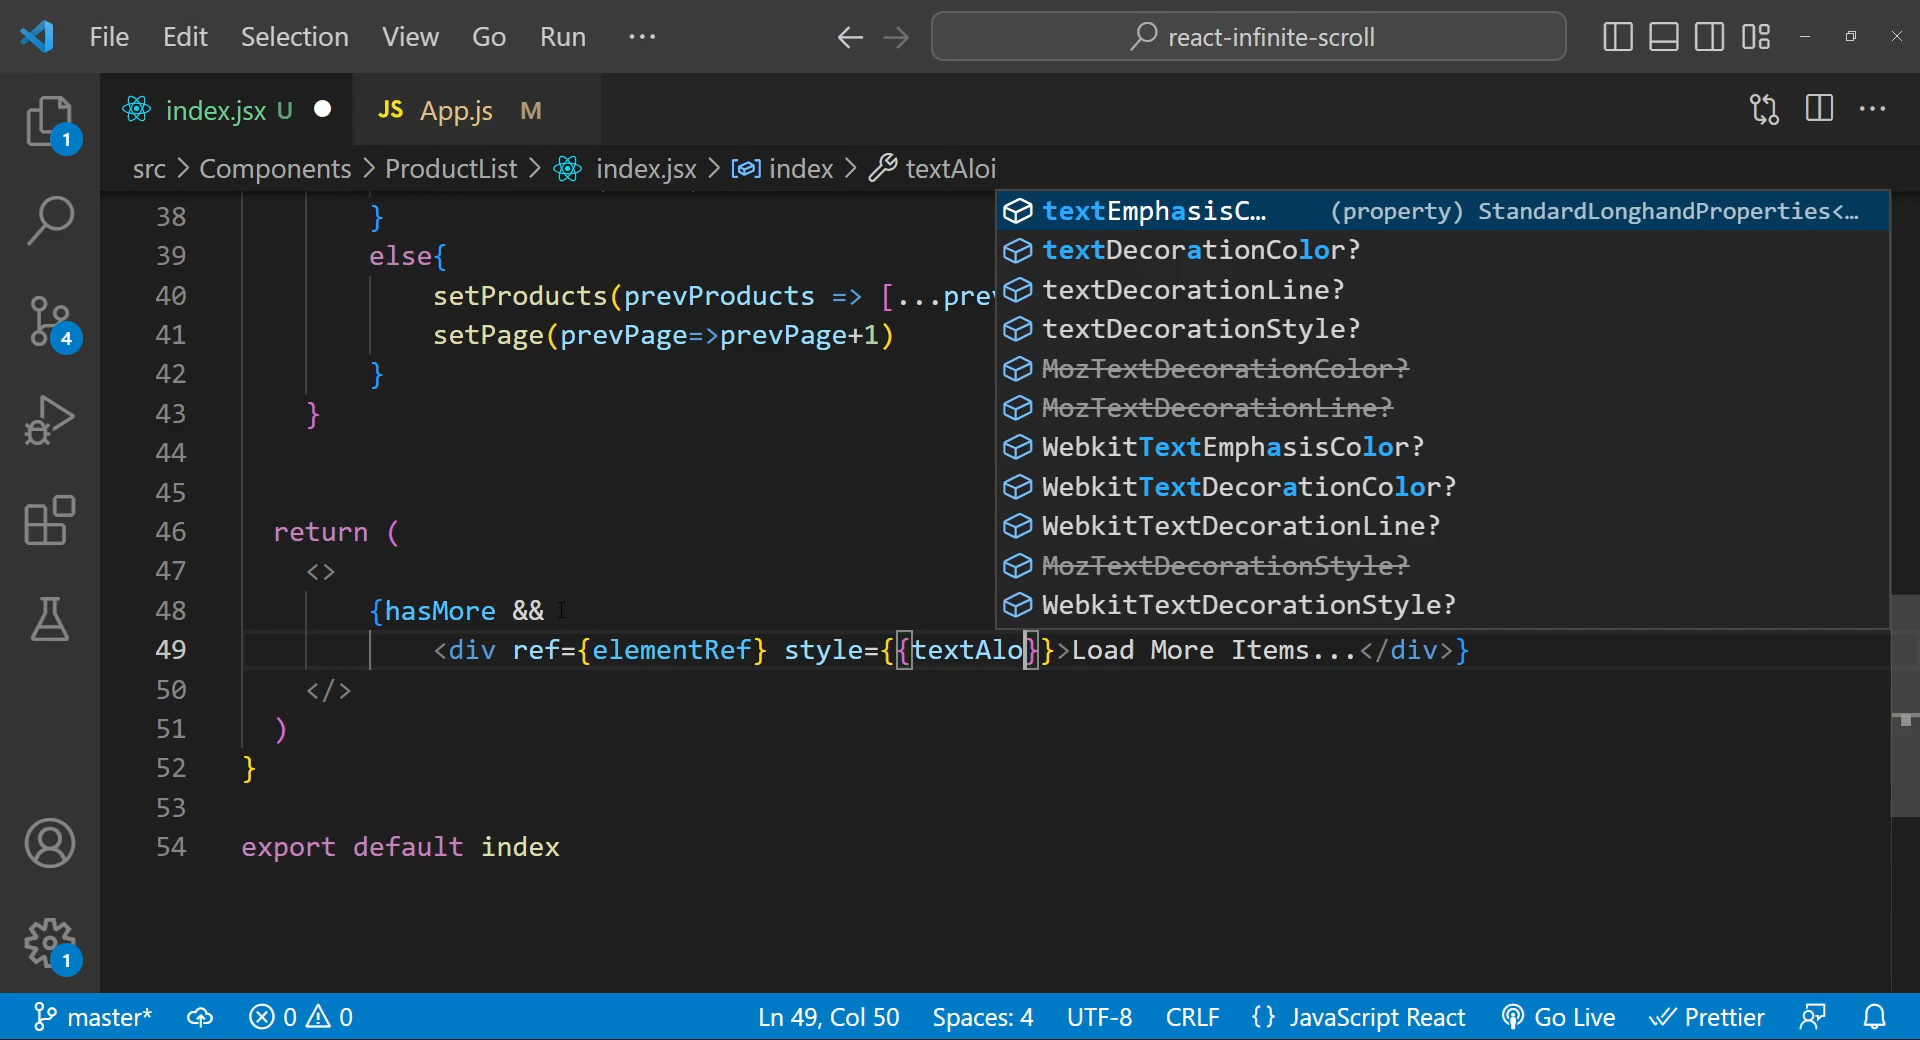 File Edit Selection View Go Run ···
react-infinite-scroll
index.jsx U
JS App.js M
src > Components > ProductList > index.jsx > index > textAloi
38 }
39 else{
40 setProducts(prevProducts => [...prev
41 setPage(prevPage=>prevPage+1)
42 }
43 }
44
45
46 return (
47 <>
48 {hasMore &&
49 <div ref={elementRef} style={{textAlo}}>Load More Items...</div>}
50 </>
51 )
52 }
53
54 export default index
textEmphasisC… (property) StandardLonghandProperties<…
textDecorationColor?
textDecorationLine?
textDecorationStyle?
MozTextDecorationColor?
MozTextDecorationLine?
WebkitTextEmphasisColor?
WebkitTextDecorationColor?
WebkitTextDecorationLine?
MozTextDecorationStyle?
WebkitTextDecorationStyle?
1
4
1
master* 0 0 Ln 49, Col 50 Spaces: 4 UTF-8 CRLF {} JavaScript React Go Live Prettier